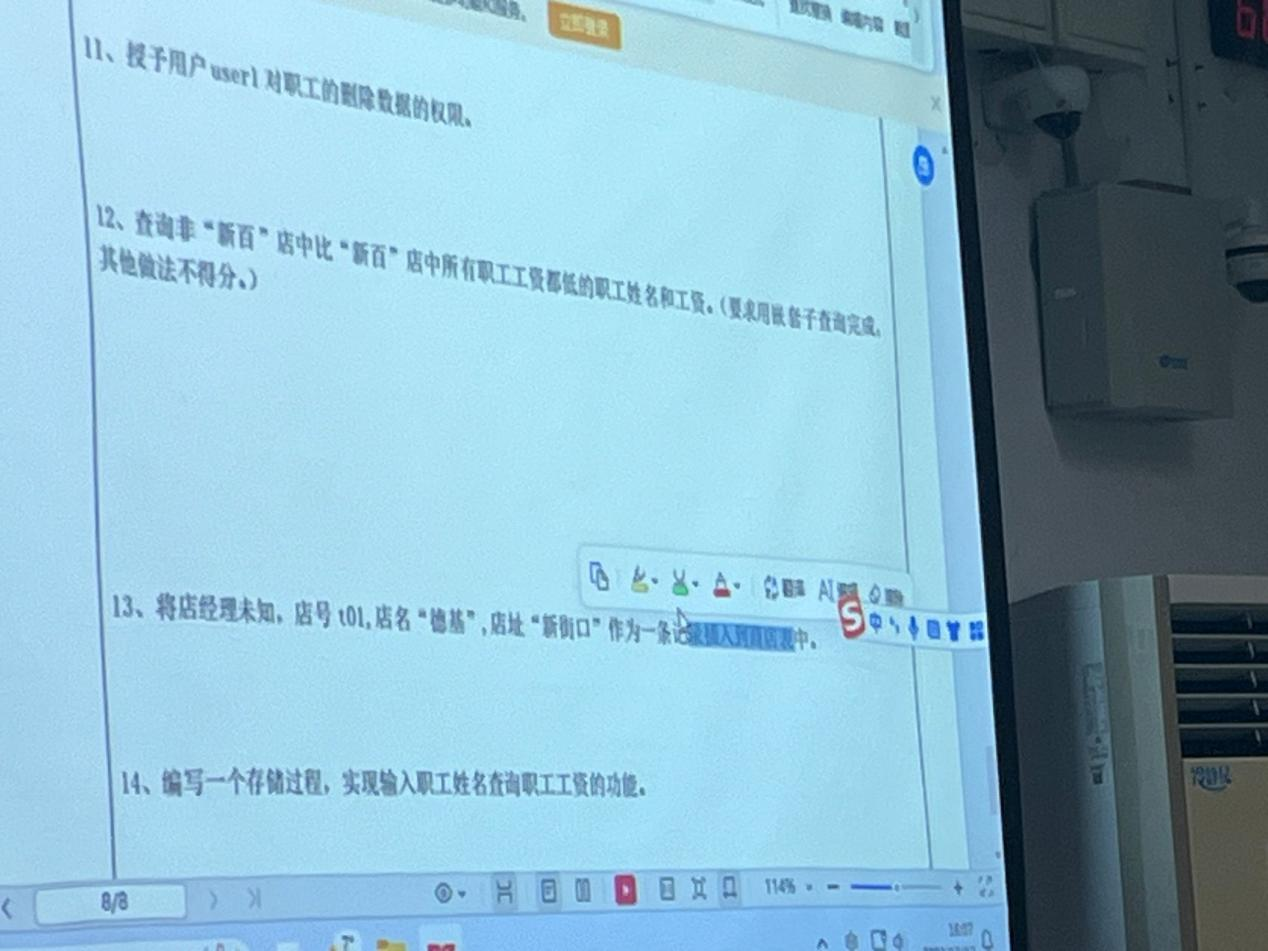 立即登录
11、授予用户 user1 对职工的删除数据的权限。
12、查询非“新百”店中比“新百”店中所有职工工资都低的职工姓名和工资。（要求用嵌套子查询完成，
其他做法不得分。）
13、将店经理未知，店号 t01,店名“德基”,店址“新街口”作为一条记录插入到商店表中。
14、编写一个存储过程，实现输入职工姓名查询职工工资的功能。
8/8
114%